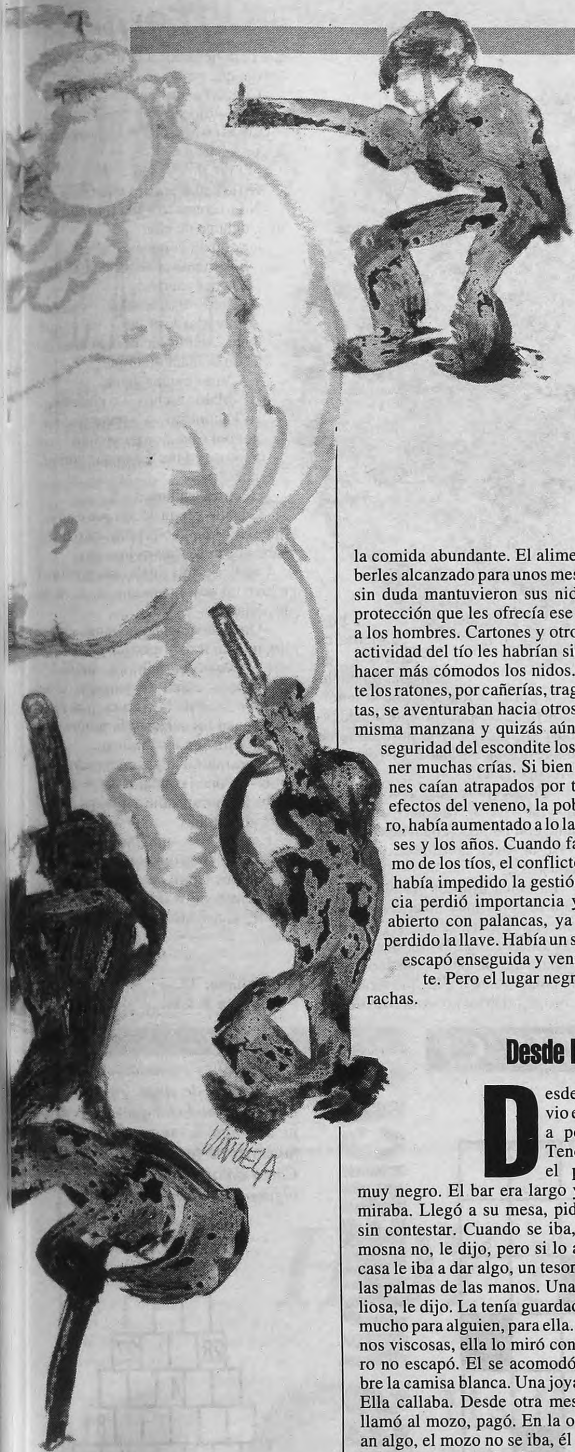 la comida abundante. El alime
berles alcanzado para unos mes
sin duda mantuvieron sus nid
protección que les ofrecía ese
a los hombres. Cartones y otro
actividad del tío les habrían si
hacer más cómodos los nidos.
te los ratones, por cañerías, trag
tas, se aventuraban hacia otros
misma manzana y quizás aún
seguridad del escondite los
ner muchas crías. Si bien
nes caían atrapados por t
efectos del veneno, la pob
ro, había aumentado a lo la
ses y los años. Cuando fa
mo de los tíos, el conflicto
había impedido la gestió
cia perdió importancia y
abierto con palancas, ya
perdido la llave. Había un s
escapó enseguida y ven
te. Pero el lugar negr
rachas.
Desde l
Desde
vio e
a pe
Tenc
el p
muy negro. El bar era largo y
miraba. Llegó a su mesa, pid
sin contestar. Cuando se iba,
mosna no, le dijo, pero si lo a
casa le iba a dar algo, un tesor
las palmas de las manos. Una
liosa, le dijo. La tenía guardad
mucho para alguien, para ella.
nos viscosas, ella lo miró con
ro no escapó. El se acomodó
bre la camisa blanca. Una joya
Ella callaba. Desde otra mes
llamó al mozo, pagó. En la o
an algo, el mozo no se iba, él
VIÑUELA